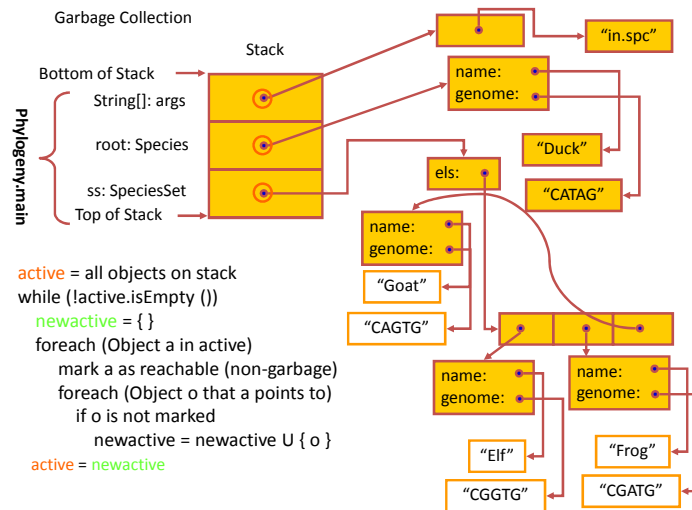 Garbage Collection
Stack
Bottom of Stack
String[]: args
root: Species
ss: SpeciesSet
Top of Stack
Phylogeny.main
“in.spc”
name:
genome:
“Duck”
“CATAG”
els:
name:
genome:
“Goat”
“CAGTG”
name:
genome:
“Elf”
“CGGTG”
name:
genome:
“Frog”
“CGATG”
active = all objects on stack
while (!active.isEmpty ())
newactive = { }
foreach (Object a in active)
mark a as reachable (non-garbage)
foreach (Object o that a points to)
if o is not marked
newactive = newactive U { o }
active = newactive